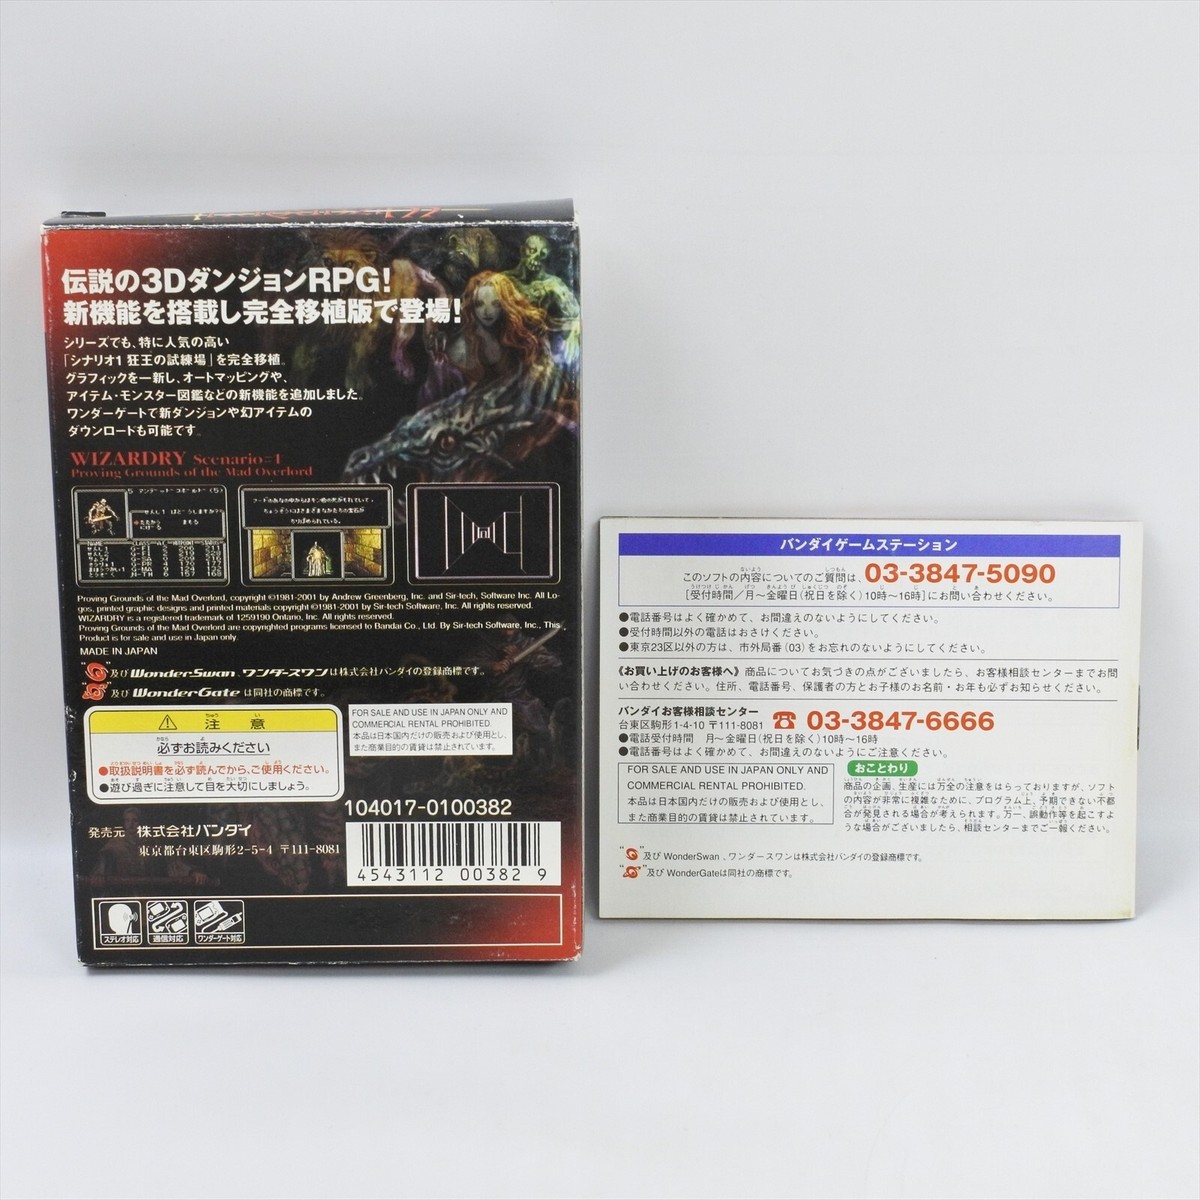 伝説の3DダンジョンRPG!
新機能を搭載し完全移植版で登場!
シリーズでも、特に人気の高い
「シナリオ1 狂王の試練場」を完全移植。
グラフィックを一新し、オートマッピングや、
アイテム・モンスター図鑑などの新機能を追加しました。
ワンダーゲートで新ダンジョンや幻アイテムの
ダウンロードも可能です。
WIZARDRY Scenario#1
Proving Grounds of the Mad Overlord
Proving Grounds of the Mad Overlord, copyright ©1981-2001 by Andrew Greenberg, Inc. and Sir-tech, Software Inc. All Lo-
gos, printed graphic designs and printed materials copyright ©1981-2001 by Sir-tech Software, Inc. All rights reserved.
WIZARDRY is a registered trademark of 1259190 Ontario, Inc. All rights reserved.
Proving Grounds of the Mad Overlord are copyrighted programs licensed to Bandai Co., Ltd. By Sir-tech Software, Inc., This
Product is for sale and use in Japan only.
MADE IN JAPAN
及び WonderSwan ワンダースワン は株式会社バンダイの登録商標です。
及び WonderGate は同社の商標です。
注意
必ずお読みください
●取扱説明書を必ず読んでから、ご使用ください。
●遊び過ぎに注意して目を大切にしましょう。
FOR SALE AND USE IN JAPAN ONLY AND
COMMERCIAL RENTAL PROHIBITED.
本品は日本国内だけの販売および使用とし、
また商業目的の賃貸は禁止されています。
104017-0100382
発売元 株式会社バンダイ
東京都台東区駒形2-5-4 〒111-8081
4543112 00382 9
ステレオ対応
通信対応
ワンダーゲート対応
バンダイゲームステーション
このソフトの内容についてのご質問は、03-3847-5090
[受付時間/月~金曜日(祝日を除く)10時~16時]にお問い合わせください。
●電話番号はよく確かめて、お間違えのないようにしてください。
●受付時間以外の電話はおさけください。
●東京23区以外の方は、市外局番(03)をお忘れのないようにしてください。
《お買い上げのお客様へ》商品についてお気づきの点がございましたら、お客様相談センターまでお問
い合わせください。住所、電話番号、保護者の方とお子様のお名前・お年も必ずお知らせください。
バンダイお客様相談センター
台東区駒形1-4-10 〒111-8081 ☎ 03-3847-6666
●電話受付時間 月~金曜日(祝日を除く)10時~16時
●電話番号はよく確かめて、お間違えのないようにご注意ください。
FOR SALE AND USE IN JAPAN ONLY AND
COMMERCIAL RENTAL PROHIBITED.
本品は日本国内だけの販売および使用とし、
また商業目的の賃貸は禁止されています。
おことわり
商品の企画、生産には万全の注意をはらっておりますが、ソフト
の内容が非常に複雑なために、プログラム上、予期できない不都
合が発見される場合が考えられます。万一、誤動作等を起こすよ
うな場合がございましたら、相談センターまでご一報ください。
及び WonderSwan 、ワンダースワンは株式会社バンダイの登録商標です。
及び WonderGateは同社の商標です。